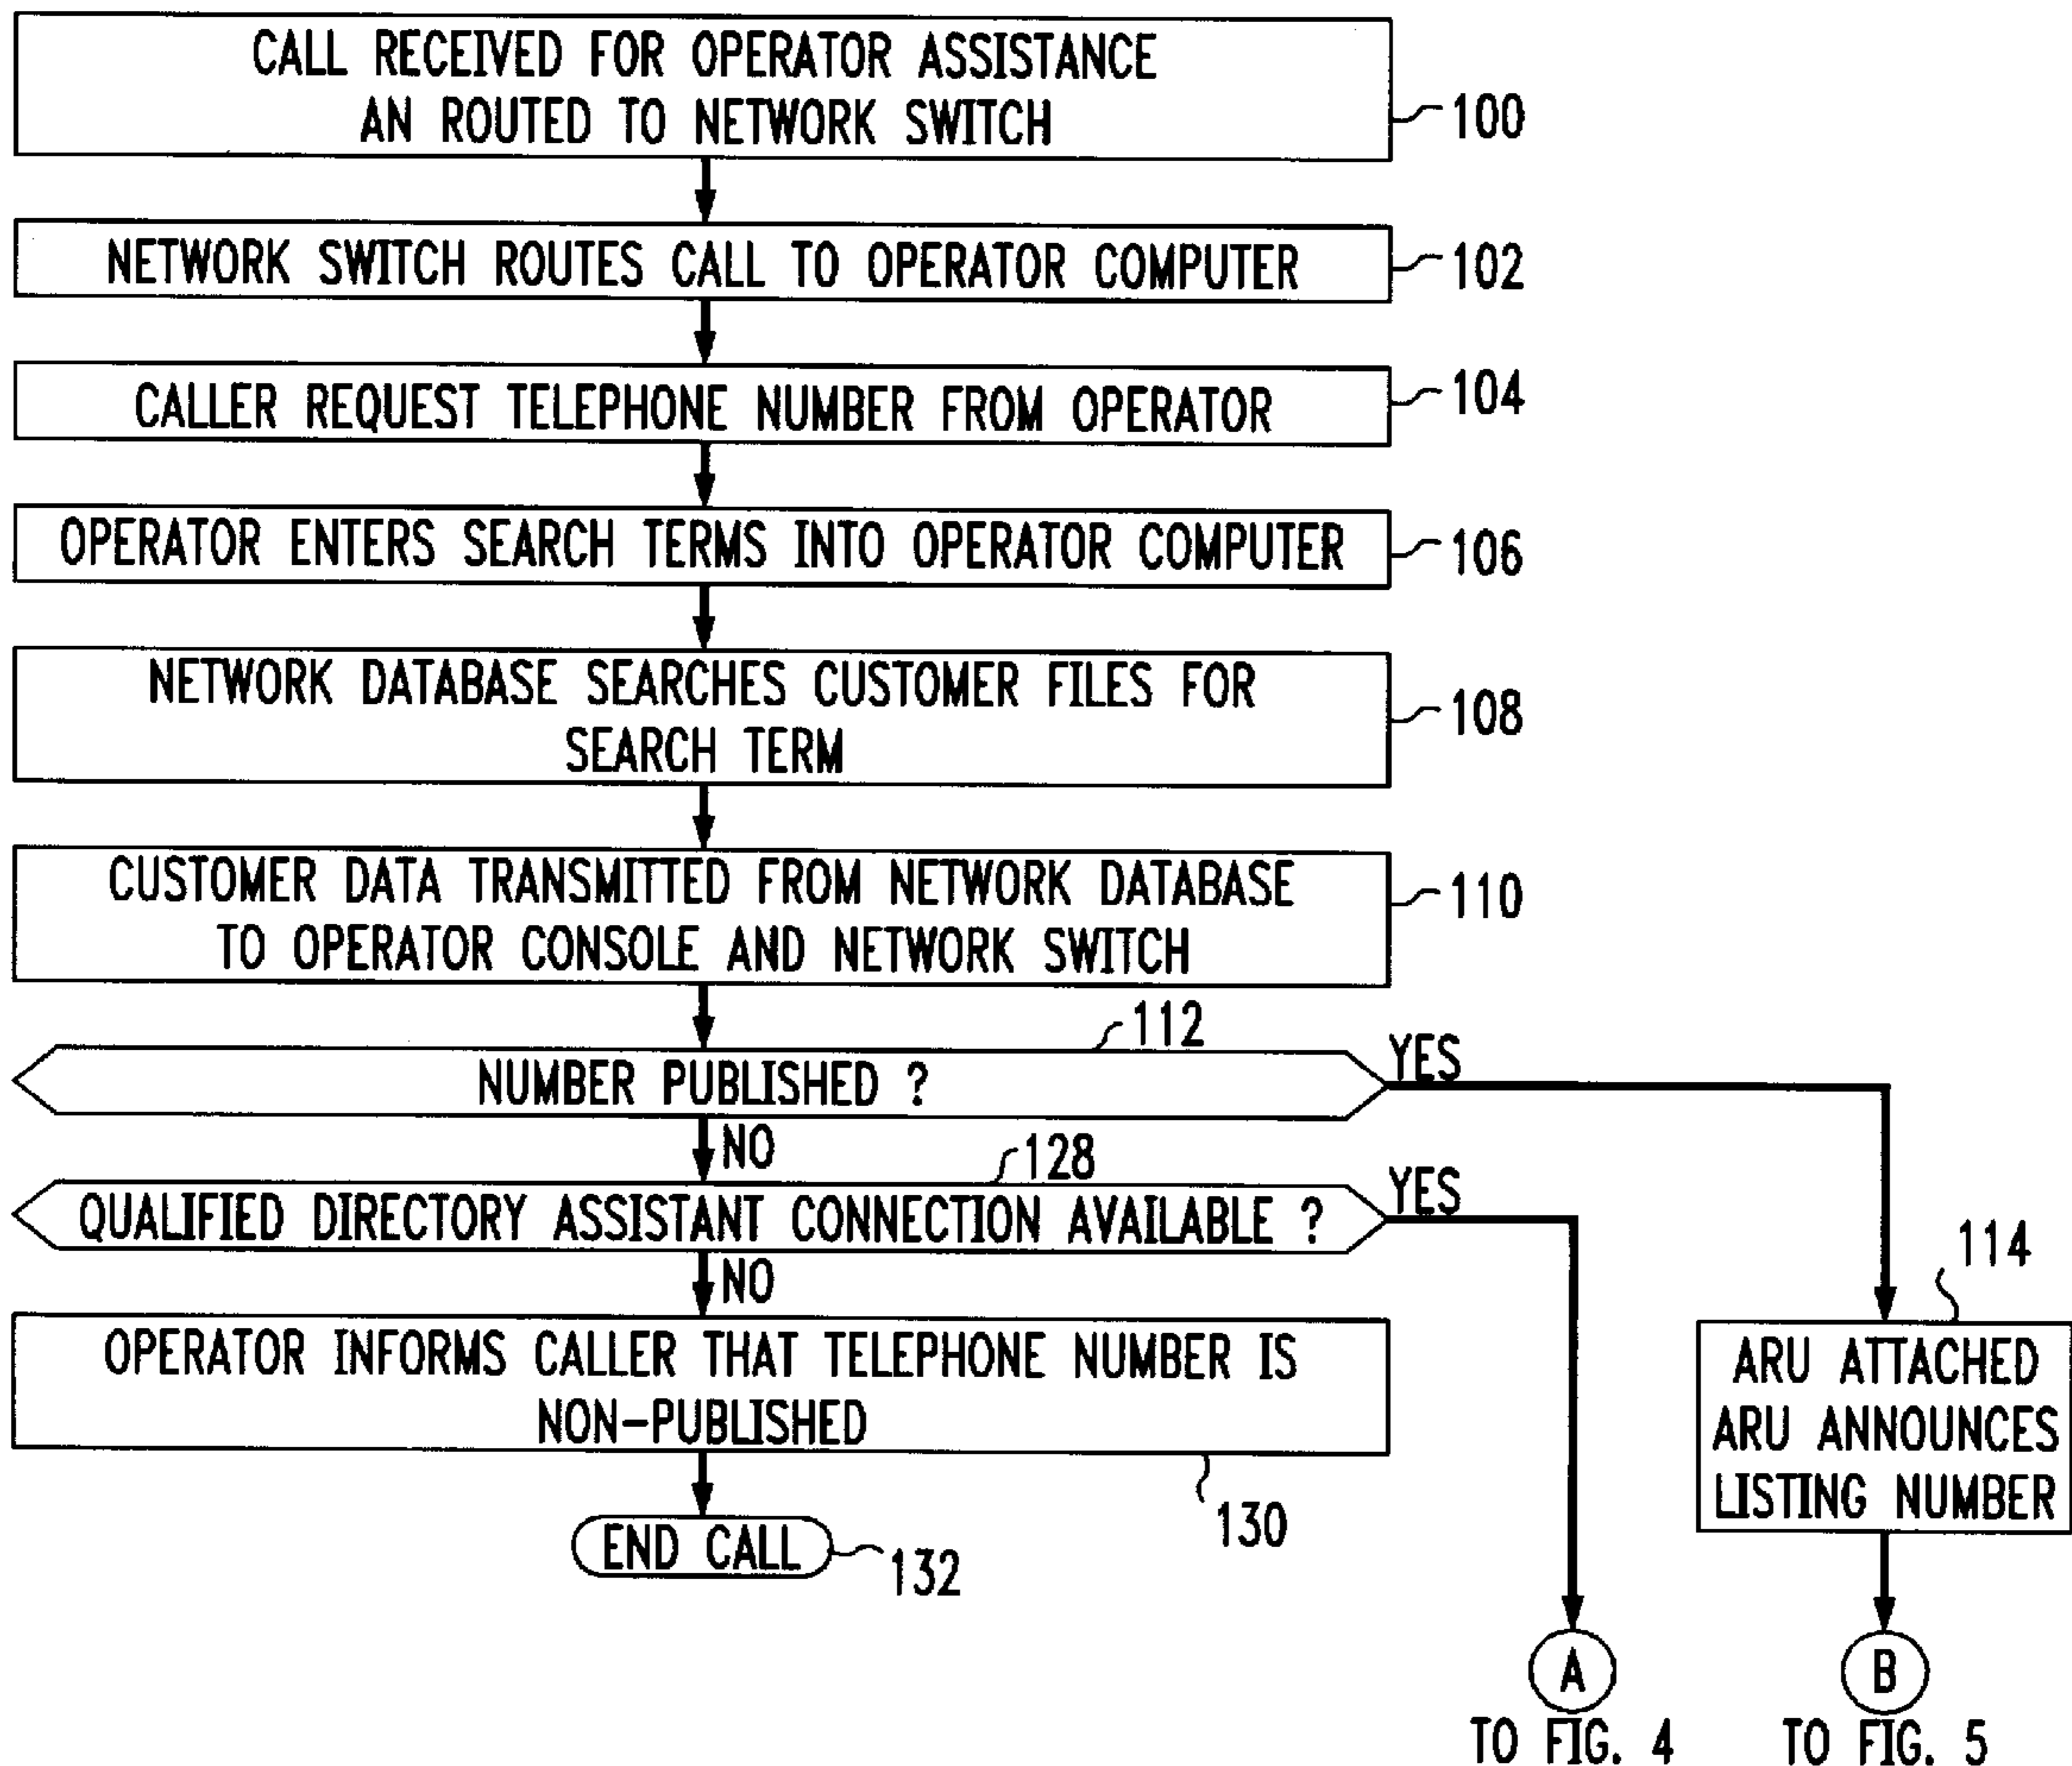 CALL RECEIVED FOR OPERATOR ASSISTANCE
AN ROUTED TO NETWORK SWITCH
100
NETWORK SWITCH ROUTES CALL TO OPERATOR COMPUTER
102
CALLER REQUEST TELEPHONE NUMBER FROM OPERATOR
104
OPERATOR ENTERS SEARCH TERMS INTO OPERATOR COMPUTER
106
NETWORK DATABASE SEARCHES CUSTOMER FILES FOR
SEARCH TERM
108
CUSTOMER DATA TRANSMITTED FROM NETWORK DATABASE
TO OPERATOR CONSOLE AND NETWORK SWITCH
110
112
NUMBER PUBLISHED ?
YES
NO
128
QUALIFIED DIRECTORY ASSISTANT CONNECTION AVAILABLE ?
YES
NO
114
ARU ATTACHED
ARU ANNOUNCES
LISTING NUMBER
OPERATOR INFORMS CALLER THAT TELEPHONE NUMBER IS
NON-PUBLISHED
130
END CALL
132
A
TO FIG. 4
B
TO FIG. 5